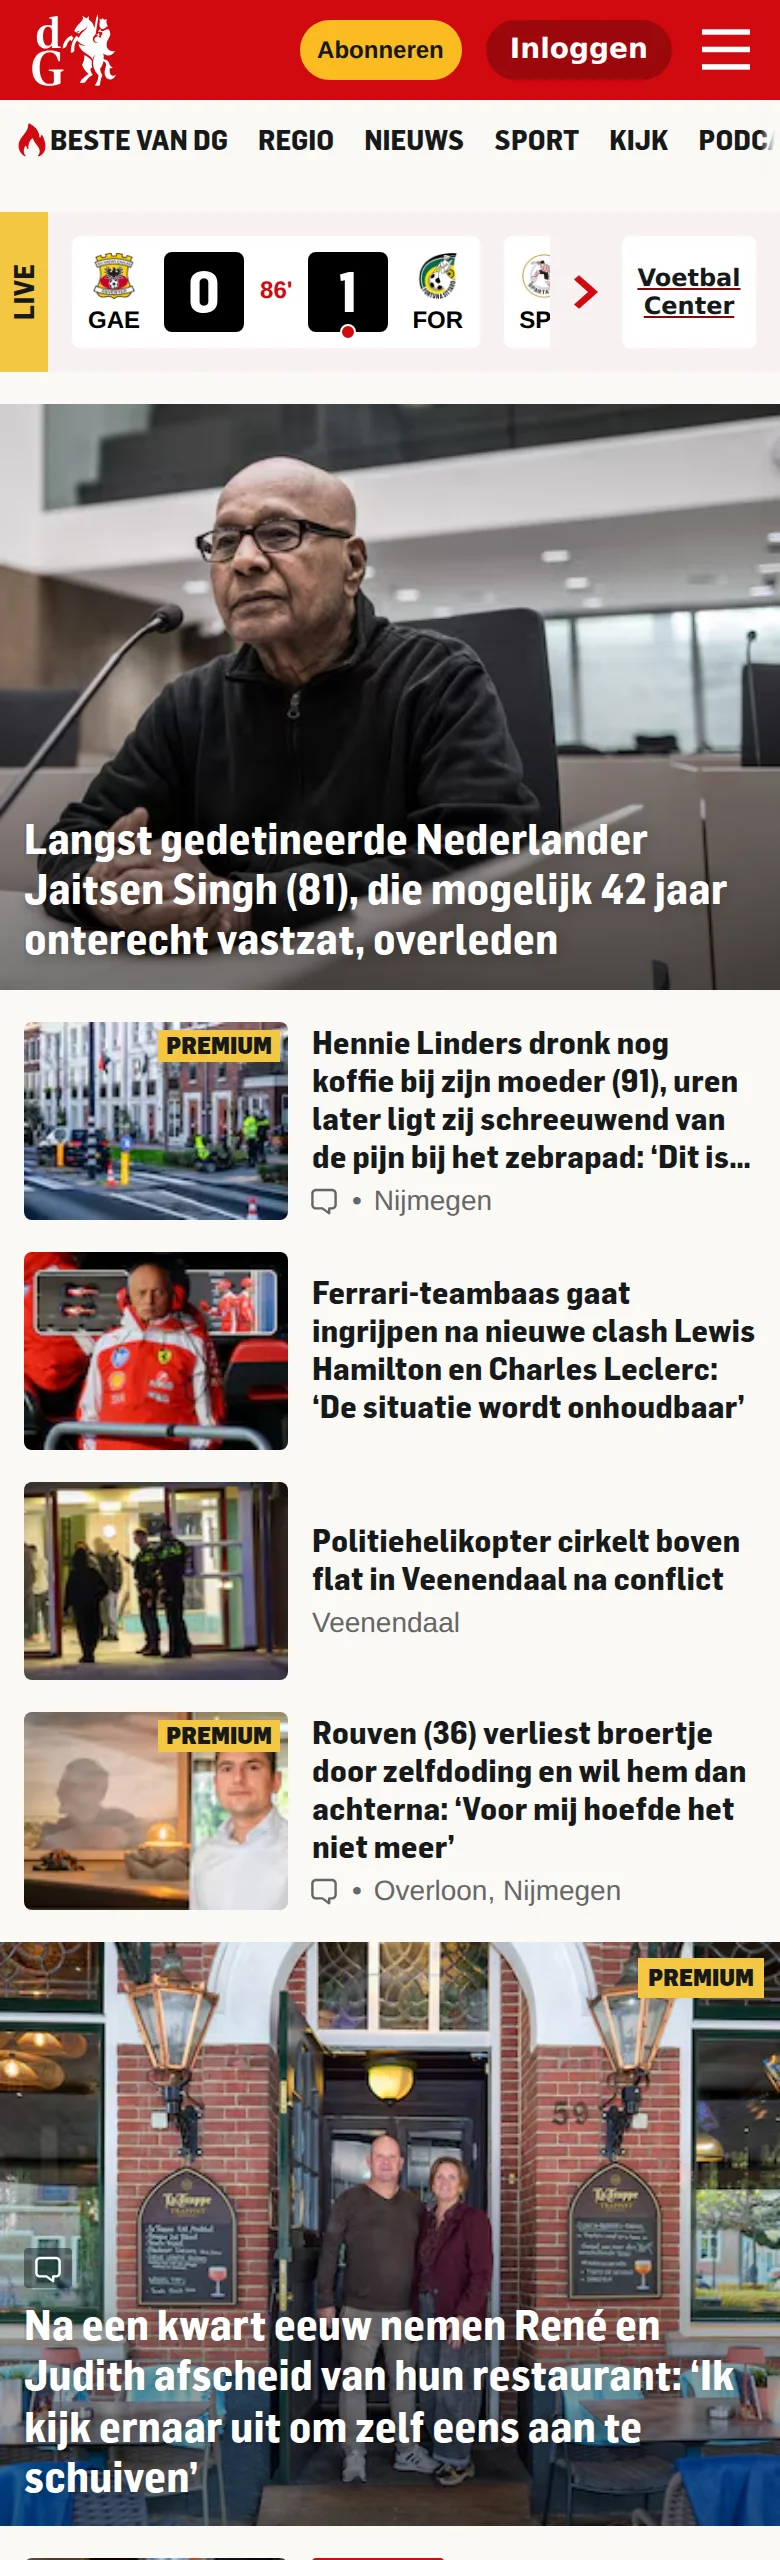 dG
Abonneren
Inloggen
BESTE VAN DG REGIO NIEUWS SPORT KIJK PODCA
LIVE
GAE
0
86'
1
FOR
SP
Voetbal
Center
Langst gedetineerde Nederlander
Jaitsen Singh (81), die mogelijk 42 jaar
onterecht vastzat, overleden
PREMIUM
Hennie Linders dronk nog
koffie bij zijn moeder (91), uren
later ligt zij schreeuwend van
de pijn bij het zebrapad: ‘Dit is...
• Nijmegen
Ferrari-teambaas gaat
ingrijpen na nieuwe clash Lewis
Hamilton en Charles Leclerc:
‘De situatie wordt onhoudbaar’
Politiehelikopter cirkelt boven
flat in Veenendaal na conflict
Veenendaal
PREMIUM
Rouven (36) verliest broertje
door zelfdoding en wil hem dan
achterna: ‘Voor mij hoefde het
niet meer’
• Overloon, Nijmegen
PREMIUM
59
La Trappe
La Trappe
Na een kwart eeuw nemen René en
Judith afscheid van hun restaurant: ‘Ik
kijk ernaar uit om zelf eens aan te
schuiven’